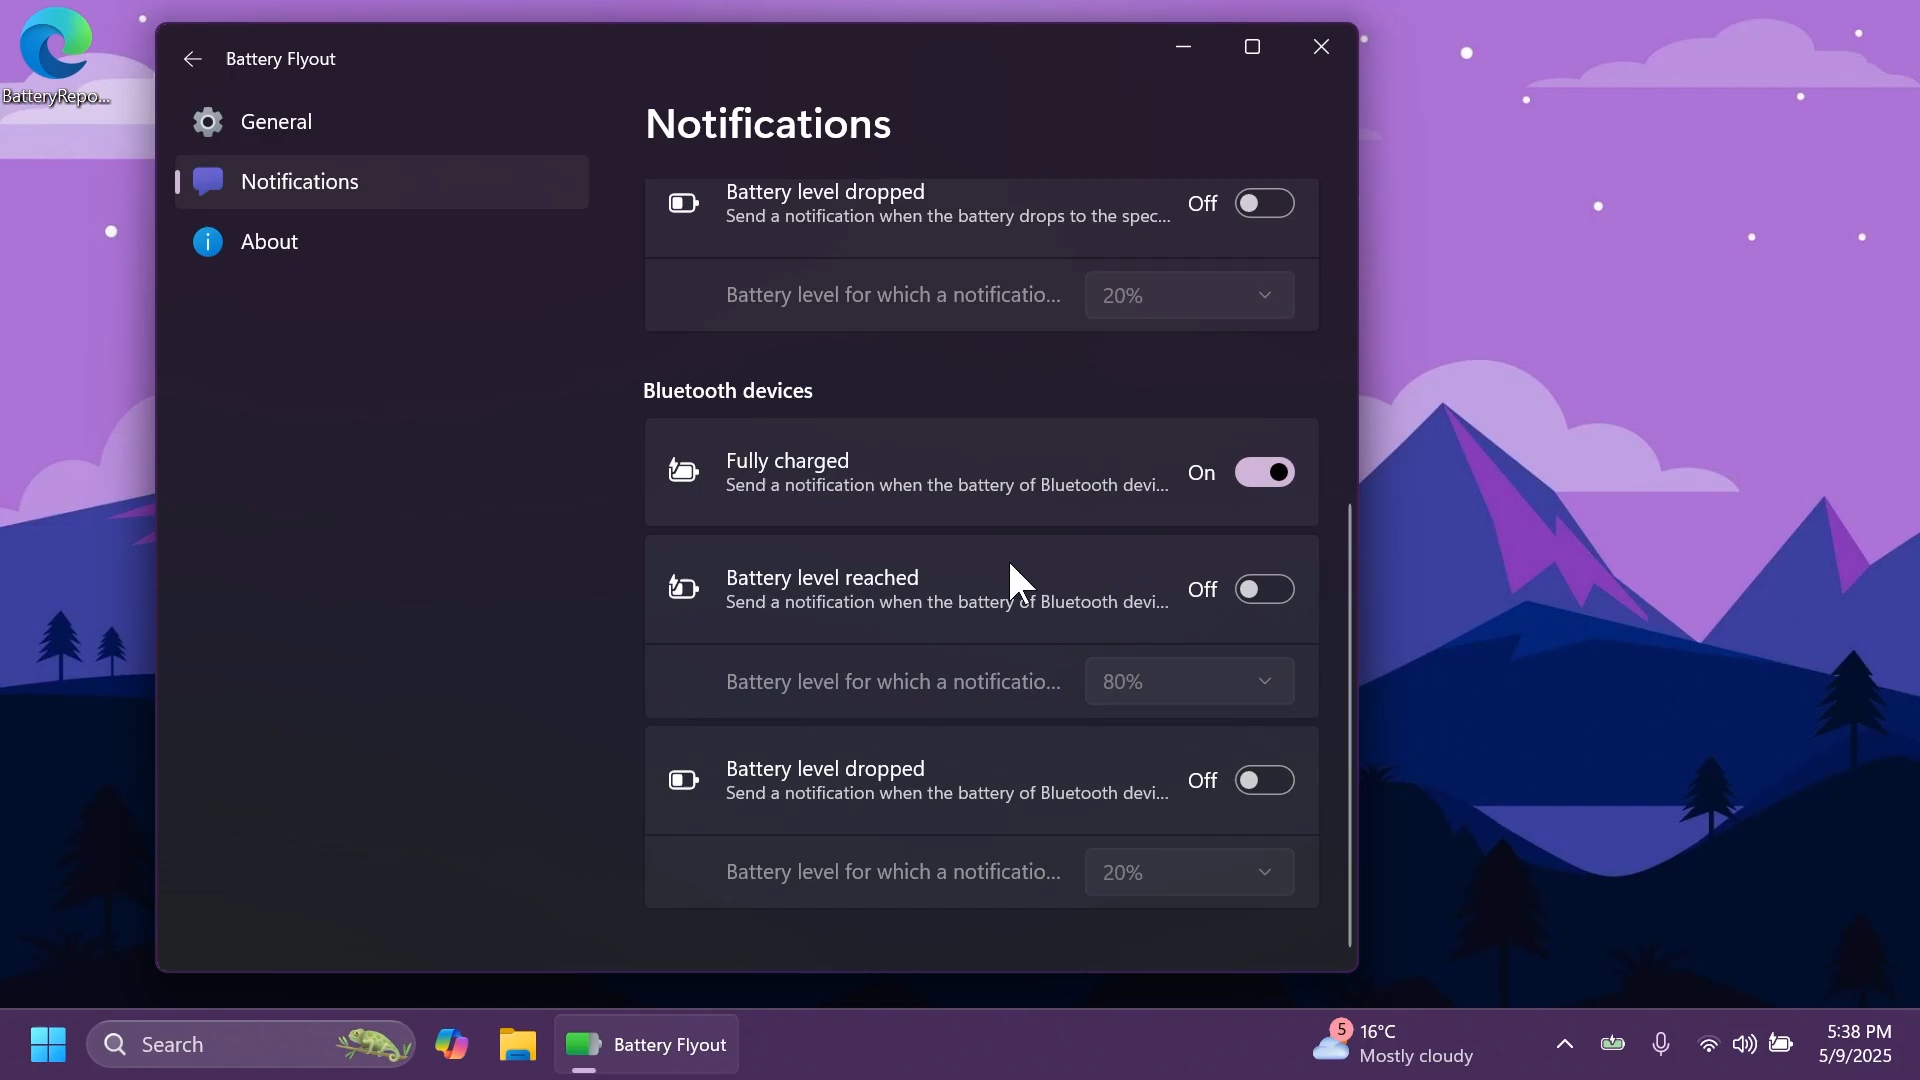 BatteryRepo...
Battery Flyout
General
Notifications
About
Notifications
Battery level dropped
Send a notification when the battery drops to the spec...
Off
Battery level for which a notificatio...
20%
Bluetooth devices
Fully charged
Send a notification when the battery of Bluetooth devi...
On
Battery level reached
Send a notification when the battery of Bluetooth devi...
Off
Battery level for which a notificatio...
80%
Battery level dropped
Send a notification when the battery of Bluetooth devi...
Off
Battery level for which a notificatio...
20%
Search
Battery Flyout
5
16°C
Mostly cloudy
5:38 PM
5/9/2025